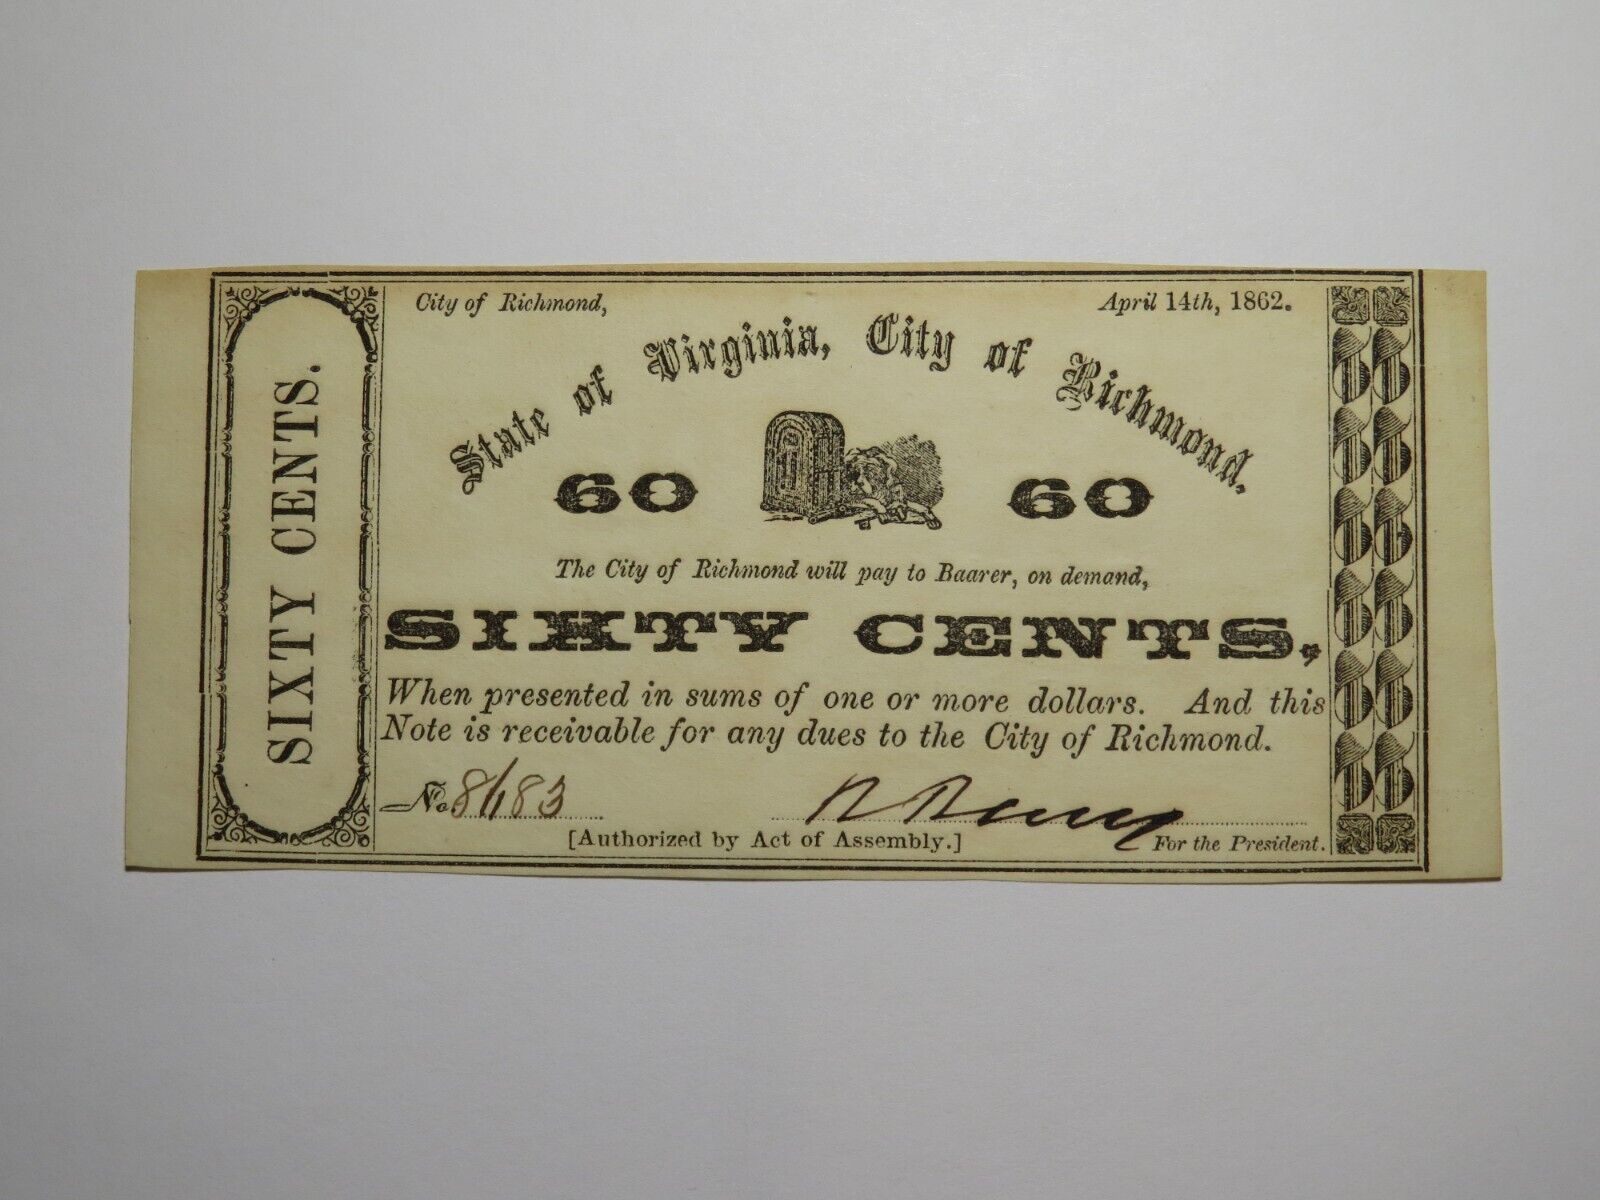 SIXTY CENTS.
City of Richmond, April 14th, 1862.
State of Virginia, City of Richmond,
60 60
The City of Richmond will pay to Baarer, on demand,
SIXTY CENTS,
When presented in sums of one or more dollars. And this
Note is receivable for any dues to the City of Richmond.
No 8183
[Authorized by Act of Assembly.] For the President.